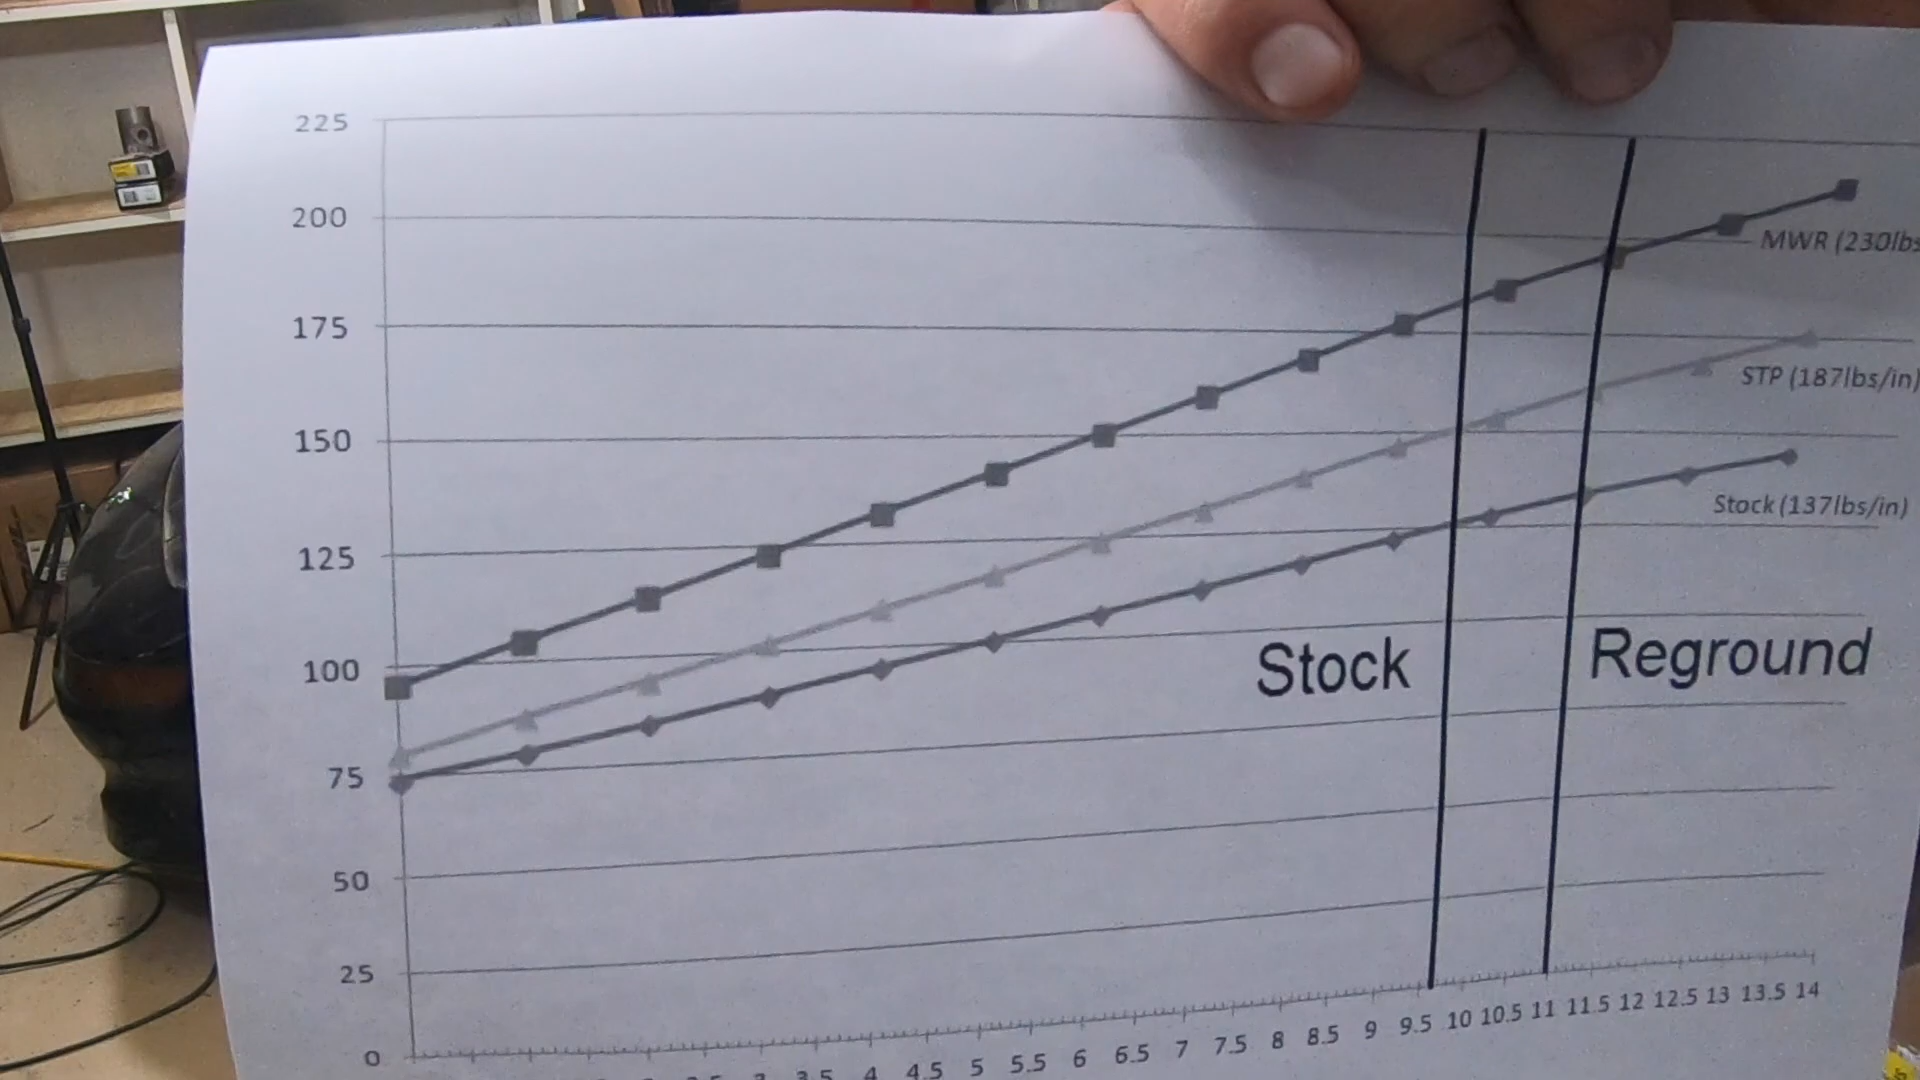 225
200
MWR (230lbs
175
STP (187lbs/in)
150
Stock (137lbs/in)
125
Stock
Reground
100
75
50
25
0
3.5 4 4.5 5 5.5 6 6.5 7 7.5 8 8.5 9 9.5 10 10.5 11 11.5 12 12.5 13 13.5 14